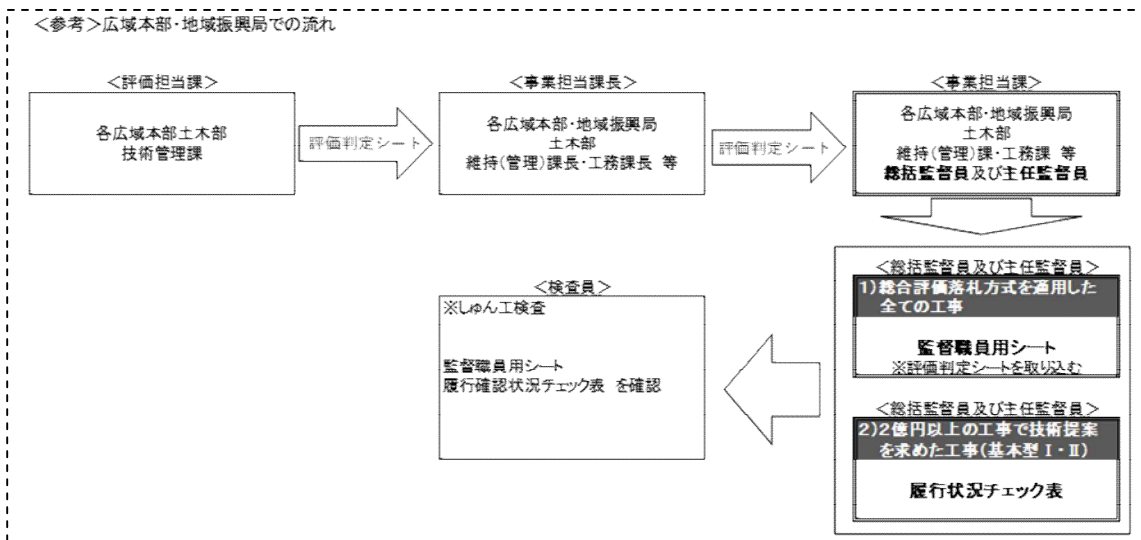 <参考>広域本部・地域振興局での流れ
<評価担当課>
各広域本部土木部
技術管理課
評価判定シート
<事業担当課長>
各広域本部・地域振興局
土木部
維持(管理)課長・工務課長 等
評価判定シート
<事業担当課>
各広域本部・地域振興局
土木部
維持(管理)課・工務課 等
総括監督員及び主任監督員
<総括監督員及び主任監督員>
1)総合評価落札方式を適用した
全ての工事
監督職員用シート
※評価判定シートを取り込む
<総括監督員及び主任監督員>
2)2億円以上の工事で技術提案
を求めた工事(基本型Ⅰ・Ⅱ)
履行状況チェック表
<検査員>
※しゅん工検査
監督職員用シート
履行確認状況チェック表 を確認